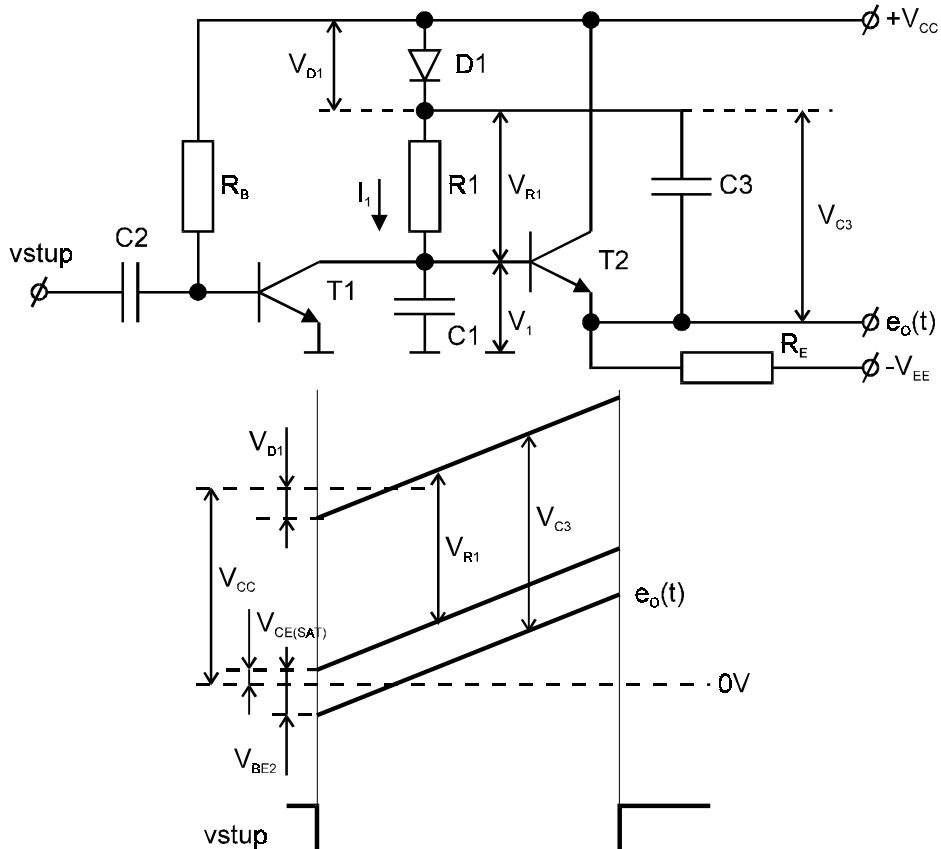 +VCC
VD1
D1
RB
I1
R1
VR1
C3
VC3
vstup
C2
T1
T2
C1
V1
eo(t)
RE
-VEE
VD1
VC3
VR1
VCC
eo(t)
VCE(SAT)
0V
VBE2
vstup